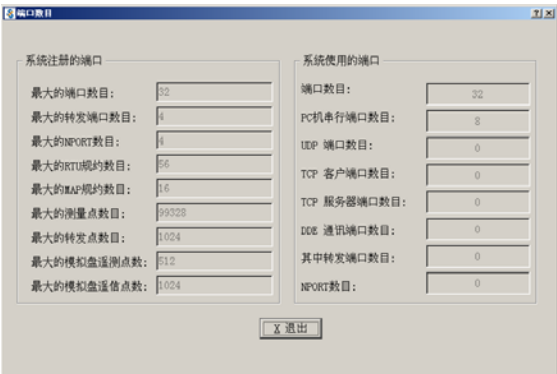 端口数目
系统注册的端口
最大的端口数目: 32
最大的转发端口数目: 4
最大的NPORT数目: 4
最大的RTU规约数目: 56
最大的MAP规约数目: 16
最大的测量点数目: 99328
最大的转发点数目: 1024
最大的模拟盘遥测点数: 512
最大的模拟盘遥信点数: 1024
系统使用的端口
端口数目: 32
PC机串行端口数目: 8
UDP 端口数目: 0
TCP 客户端口数目: 0
TCP 服务器端口数目: 0
DDE 通讯端口数目: 0
其中转发端口数目: 0
NPORT数目: 0
X 退出